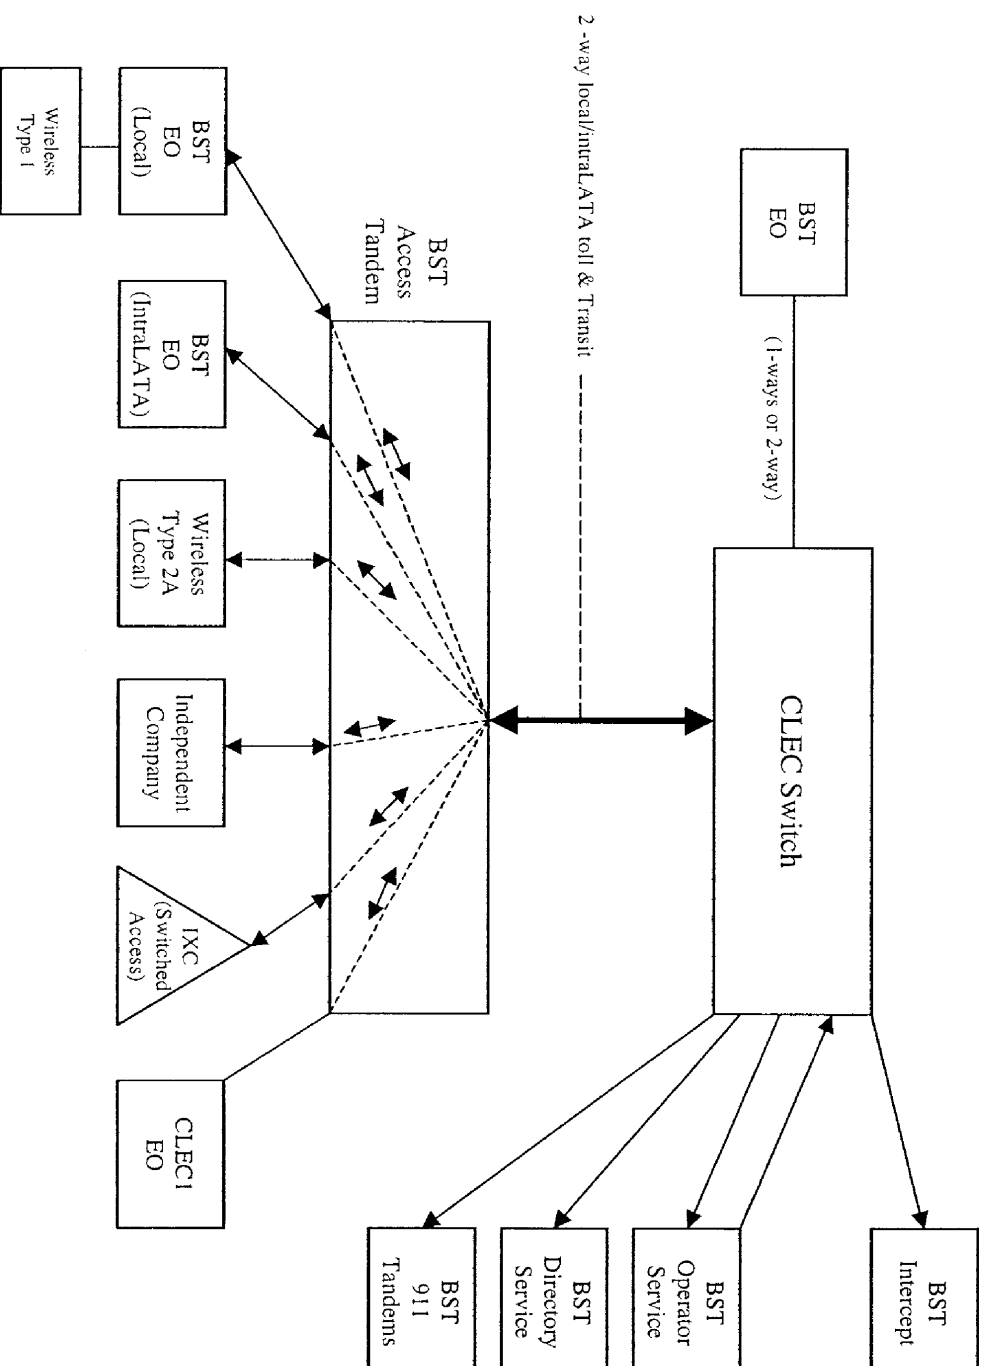 BST
EO
(1-ways or 2-way)
CLEC Switch
BST
Intercept
BST
Operator
Service
BST
Directory
Service
BST
911
Tandems
2 -way local/intraLATA toll & Transit
BST
Access
Tandem
BST
EO
(Local)
BST
EO
(IntraLATA)
Wireless
Type 2A
(Local)
Independent
Company
IXC
(Switched
Access)
CLEC1
EO
Wireless
Type 1